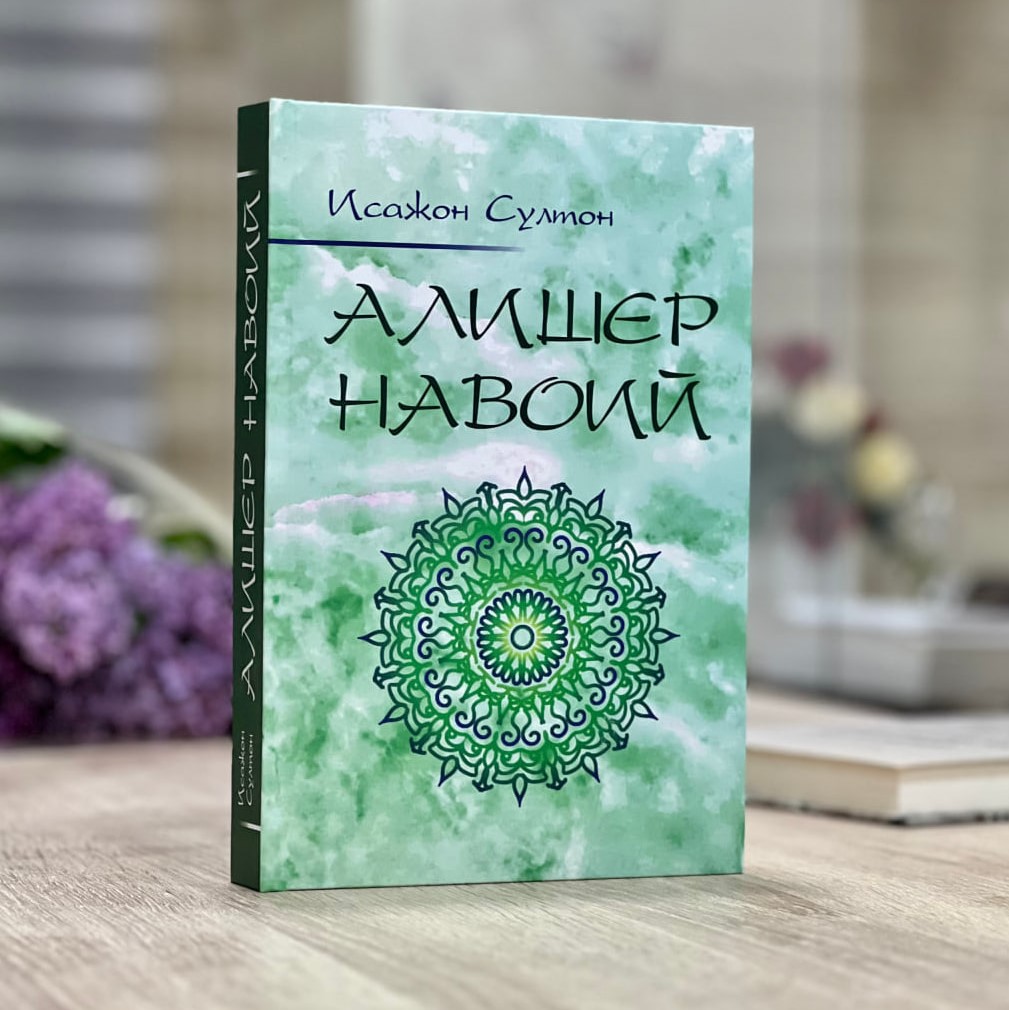 Исажон Султон
АЛИШЕР
НАВОИЙ
АЛИШЕР НАВОИЙ
Исажон
Султон